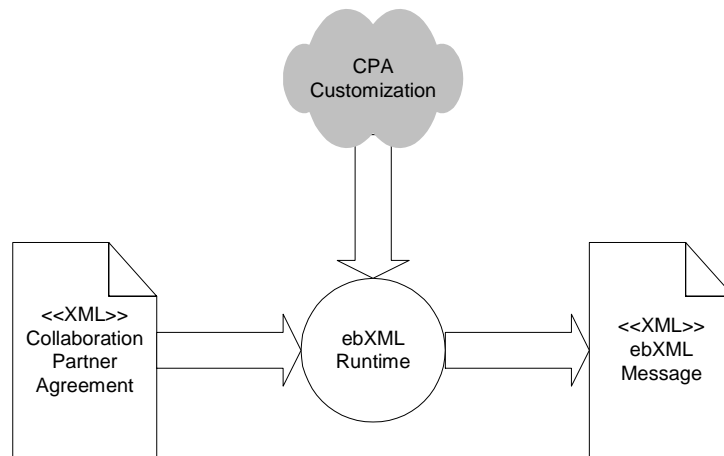 CPA
Customization
<<XML>>
Collaboration
Partner
Agreement
ebXML
Runtime
<<XML>>
ebXML
Message